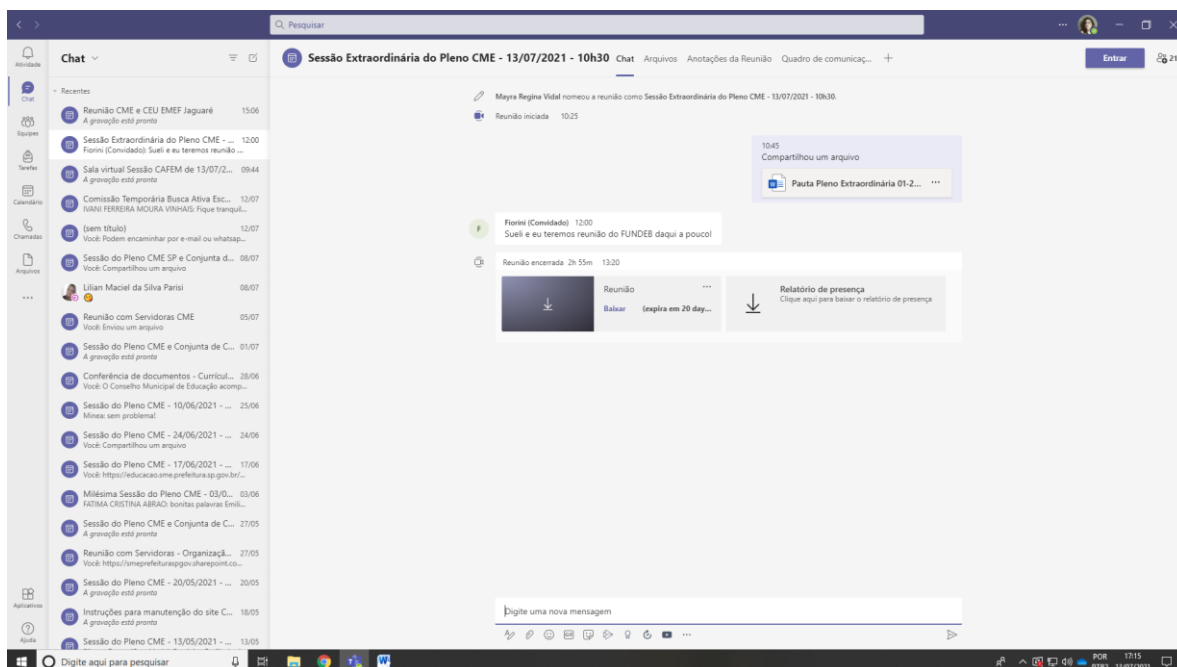 Pesquisar
Atividade
Chat
Equipes
Tarefas
Calendário
Chamadas
Arquivos
Aplicativos
Ajuda
Chat
Recentes
Reunião CME e CEU EMEF Jaguaré 15:06
A gravação está pronta
Sessão Extraordinária do Pleno CME - ... 12:00
Fiorini (Convidado): Sueli e eu teremos reunião ...
Sala virtual Sessão CAFEM de 13/07/2... 09:44
A gravação está pronta
Comissão Temporária Busca Ativa Esc... 12/07
IVANI FERREIRA MOURA VINHAIS: Fique tranquil...
(sem título) 12/07
Você: Podem encaminhar por e-mail ou whatsap...
Sessão do Pleno CME SP e Conjunta d... 08/07
Você: Compartilhou um arquivo
Lilian Maciel da Silva Parisi 08/07
Reunião com Servidoras CME 05/07
Você: Enviou um arquivo
Sessão do Pleno CME e Conjunta de C... 01/07
A gravação está pronta
Conferência de documentos - Currícul... 28/06
Você: O Conselho Municipal de Educação acomp...
Sessão do Pleno CME - 10/06/2021 - ... 25/06
Minea: sem problema!
Sessão do Pleno CME - 24/06/2021 - ... 24/06
Você: Compartilhou um arquivo
Sessão do Pleno CME - 17/06/2021 - ... 17/06
Você: https://educacao.sme.prefeitura.sp.gov.br/...
Milésima Sessão do Pleno CME - 03/0... 03/06
FATIMA CRISTINA ABRAO: bonitas palavras Emili...
Sessão do Pleno CME e Conjunta de C... 27/05
A gravação está pronta
Reunião com Servidoras - Organizaçã... 27/05
Você: https://smeprefeituraspgov.sharepoint.co...
Sessão do Pleno CME - 20/05/2021 - ... 20/05
A gravação está pronta
Instruções para manutenção do site C... 18/05
A gravação está pronta
Sessão do Pleno CME - 13/05/2021 - ... 13/05
Sessão Extraordinária do Pleno CME - 13/07/2021 - 10h30 Chat Arquivos Anotações da Reunião Quadro de comunicaç... Entrar 21
Mayra Regina Vidal nomeou a reunião como Sessão Extraordinária do Pleno CME - 13/07/2021 - 10h30.
Reunião iniciada 10:25
10:45
Compartilhou um arquivo
Pauta Pleno Extraordinária 01-2... ...
F
Fiorini (Convidado) 12:00
Sueli e eu teremos reunião do FUNDEB daqui a pouco!
Reunião encerrada 2h 55m 13:20
Reunião ...
Baixar (expira em 20 day...
Relatório de presença
Clique aqui para baixar o relatório de presença
Digite uma nova mensagem
Digite aqui para pesquisar
POR 17:15
PTB2 13/07/2021